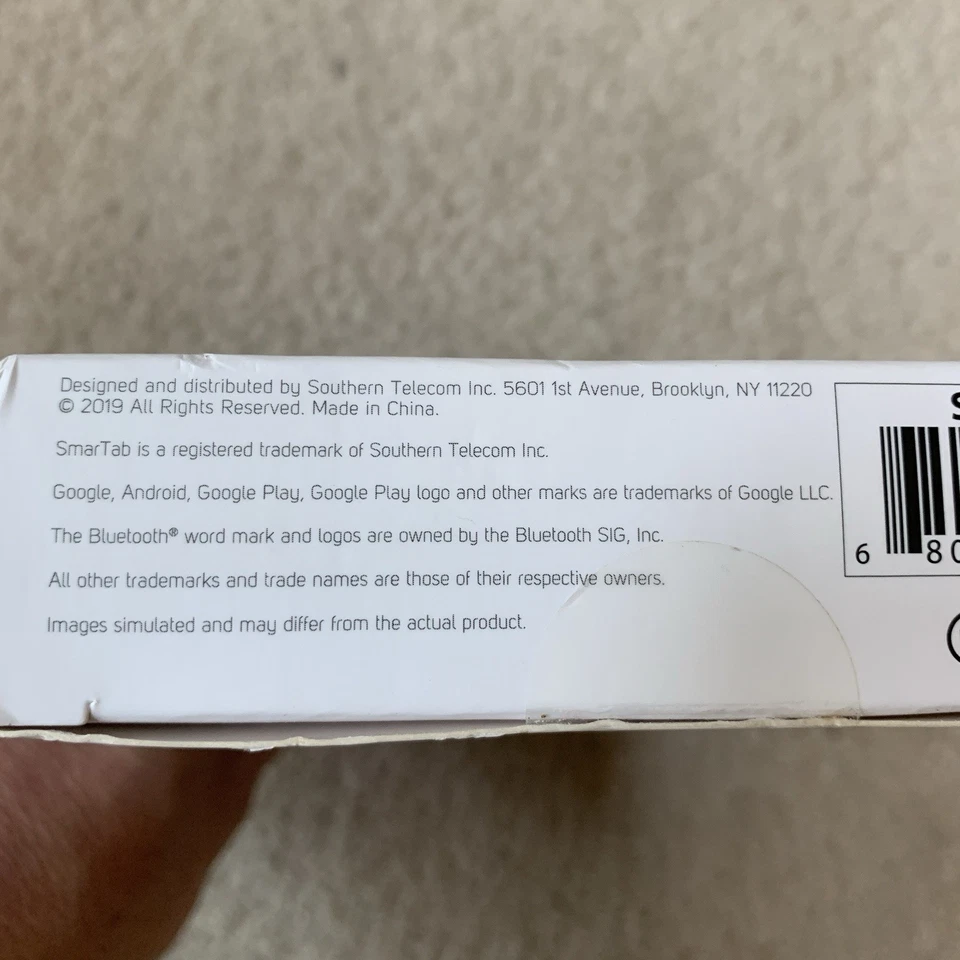 Designed and distributed by Southern Telecom Inc. 5601 1st Avenue, Brooklyn, NY 11220
© 2019 All Rights Reserved. Made in China.
SmarTab is a registered trademark of Southern Telecom Inc.
Google, Android, Google Play, Google Play logo and other marks are trademarks of Google LLC.
The Bluetooth® word mark and logos are owned by the Bluetooth SIG, Inc.
All other trademarks and trade names are those of their respective owners.
Images simulated and may differ from the actual product.
S
6 80